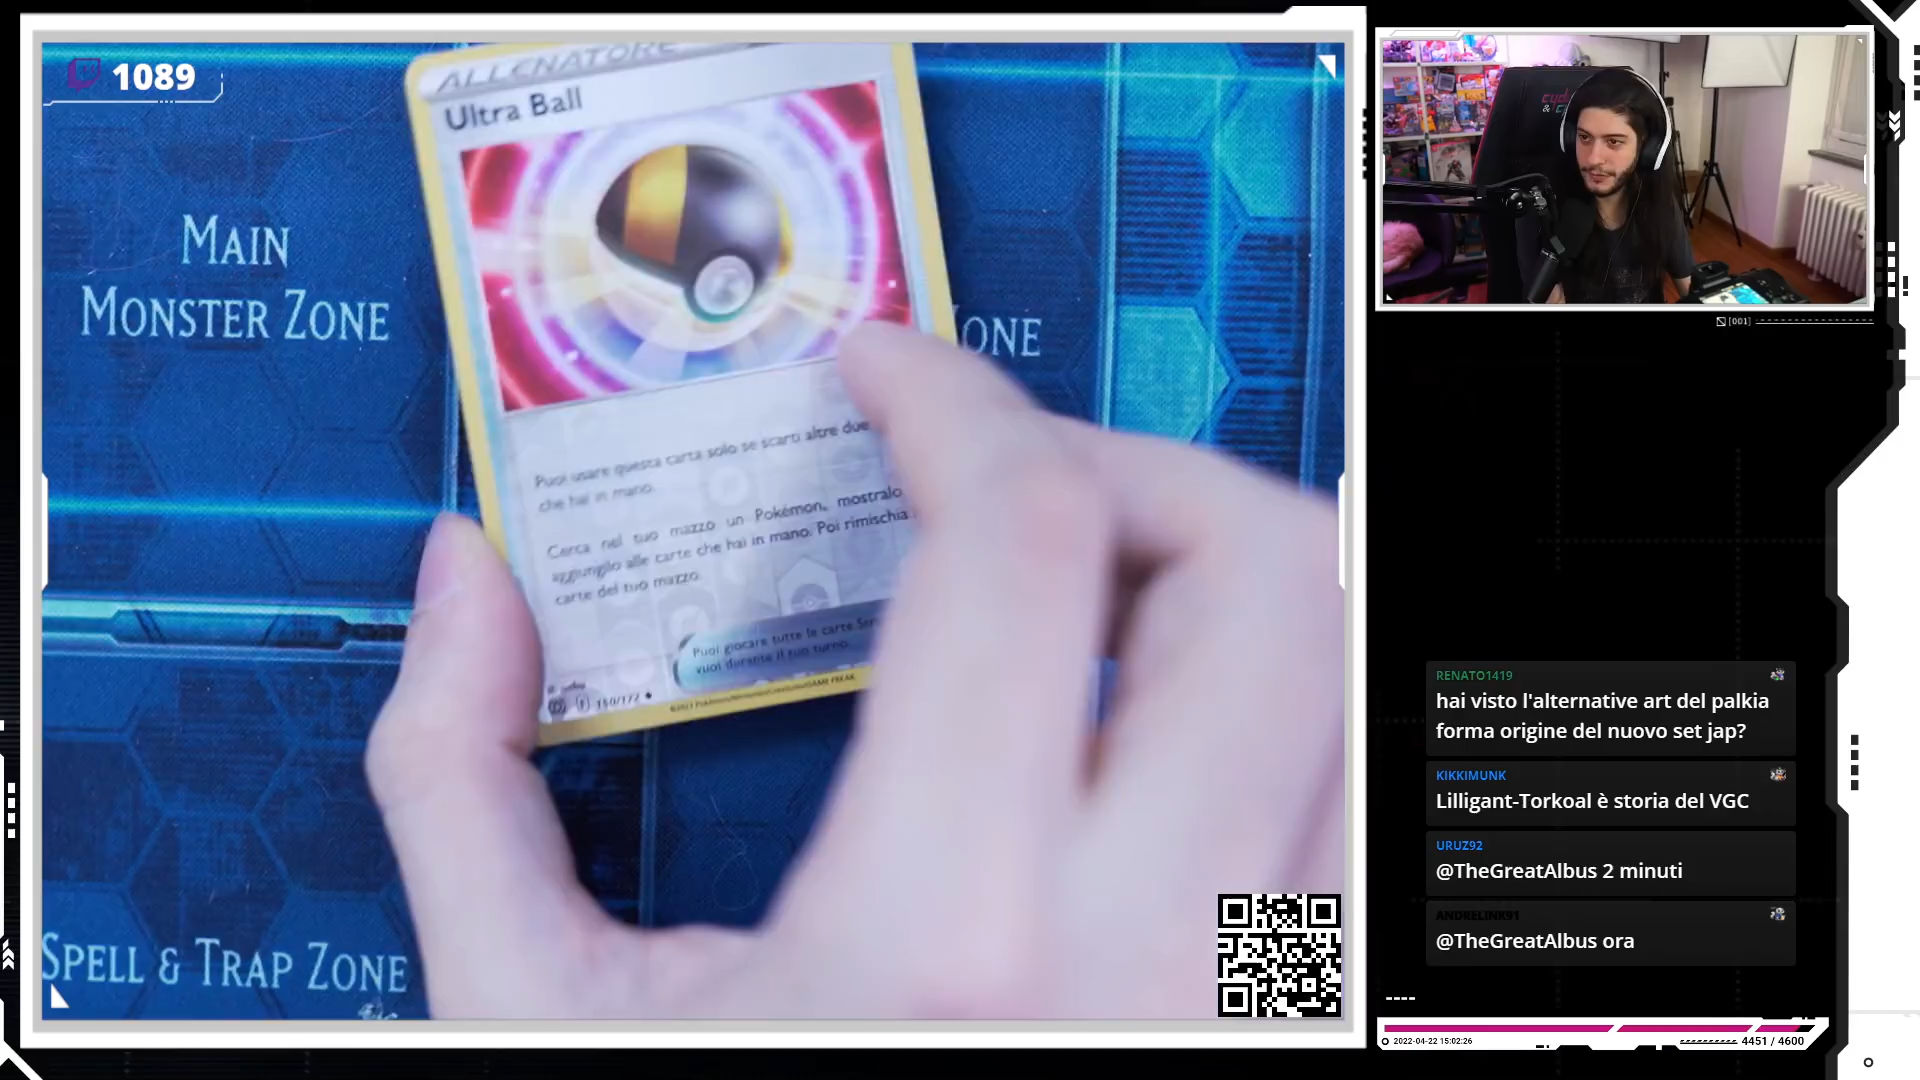 1089
ALLENATORE
Ultra Ball
MAIN
MONSTER ZONE
ONE
Puoi usare questa carta solo se scarti altre due
che hai in mano.
Cerca nel tuo mazzo un Pokémon, mostralo
aggiungilo alle carte che hai in mano. Poi rimischia
carte del tuo mazzo.
Puoi giocare tutte le carte
vuoi durante il tuo turno.
150/172
SPELL & TRAP ZONE
[001]
RENATO1419
hai visto l'alternative art del palkia
forma origine del nuovo set jap?
KIKKIMUNK
Lilligant-Torkoal è storia del VGC
URUZ92
@TheGreatAlbus 2 minuti
ANDRELINK91
@TheGreatAlbus ora
2022-04-22 15:02:26
4451 / 4600